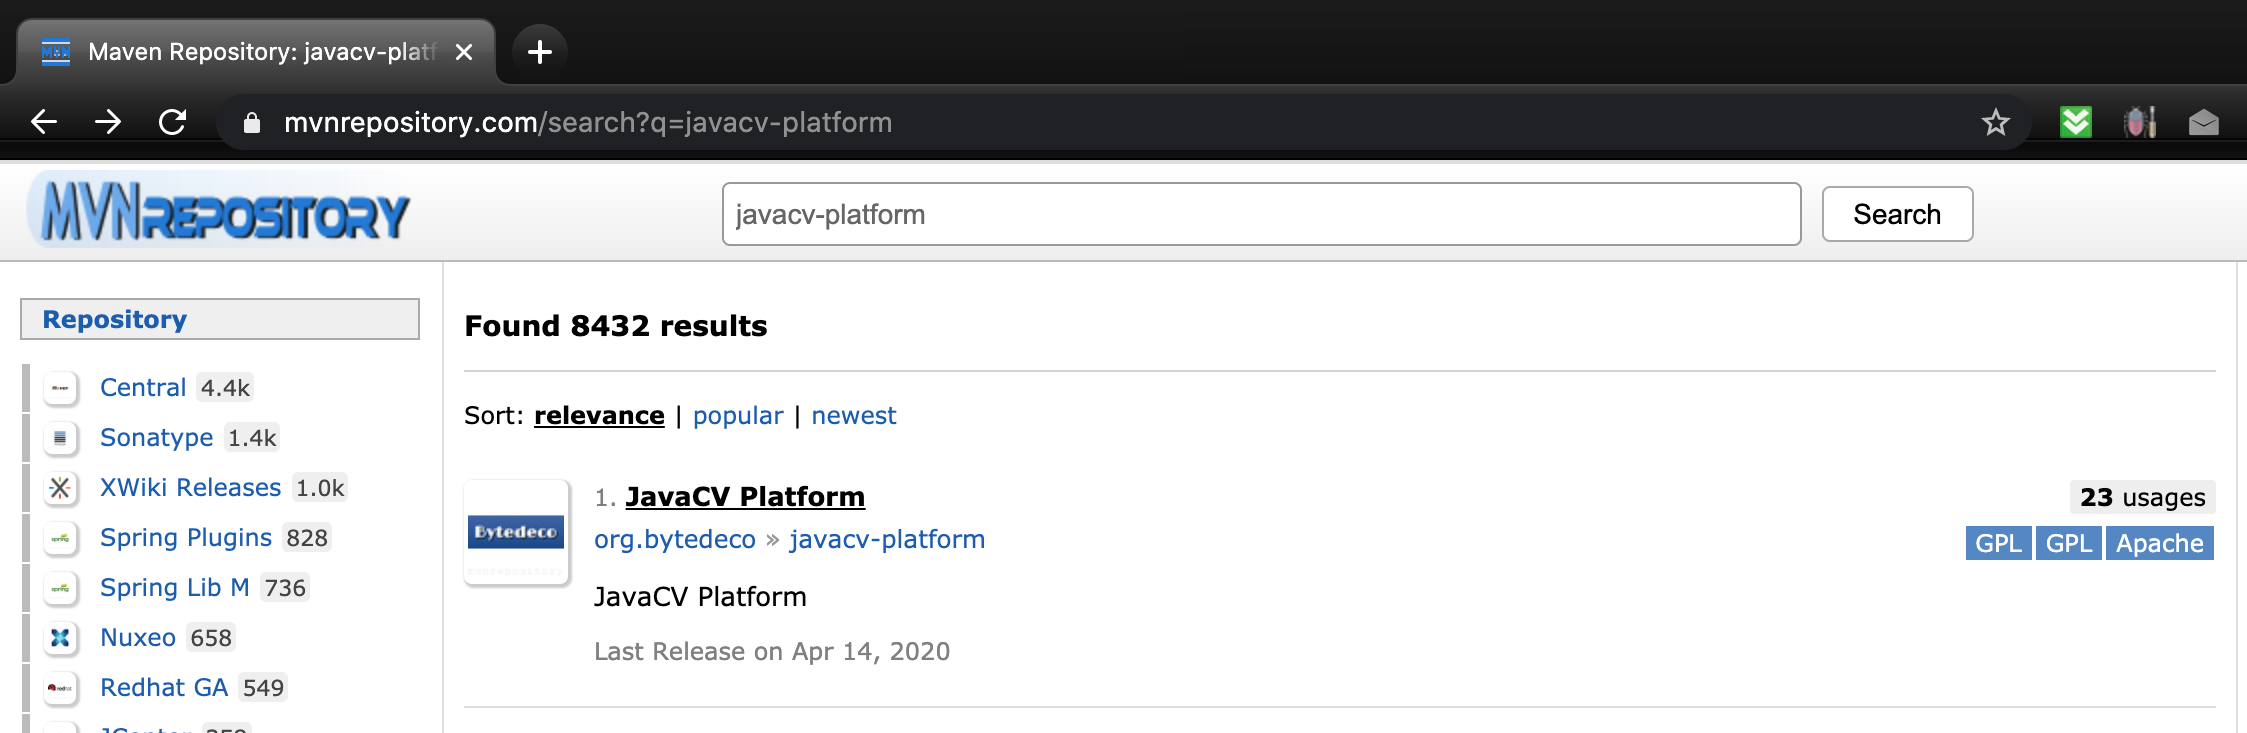 Maven Repository: javacv-platf
mvnrepository.com/search?q=javacv-platform
MVNREPOSITORY
javacv-platform
Search
Repository
Central 4.4k
Sonatype 1.4k
XWiki Releases 1.0k
Spring Plugins 828
Spring Lib M 736
Nuxeo 658
Redhat GA 549
Found 8432 results
Sort: relevance | popular | newest
Bytedeco
mvnrepository
1. JavaCV Platform
23 usages
org.bytedeco » javacv-platform
GPL GPL Apache
JavaCV Platform
Last Release on Apr 14, 2020